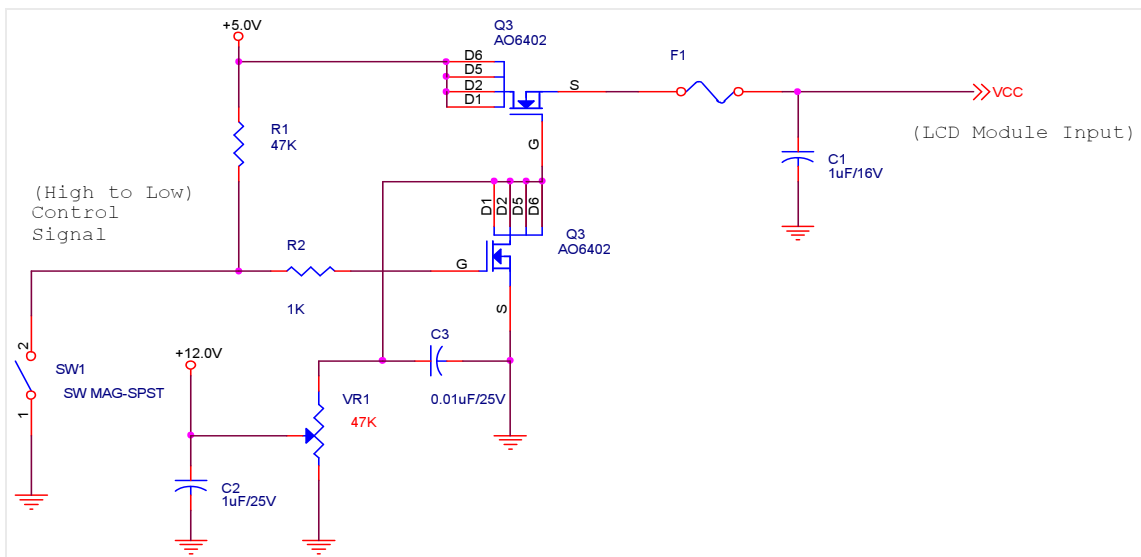 +5.0V
Q3
AO6402
D6
D5
D2
D1
S
G
F1
VCC
(LCD Module Input)
R1
47K
C1
1uF/16V
(High to Low)
Control
Signal
D1
D2
D5
D6
Q3
AO6402
R2
1K
G
S
2
SW1
SW MAG-SPST
1
+12.0V
C3
0.01uF/25V
VR1
47K
C2
1uF/25V